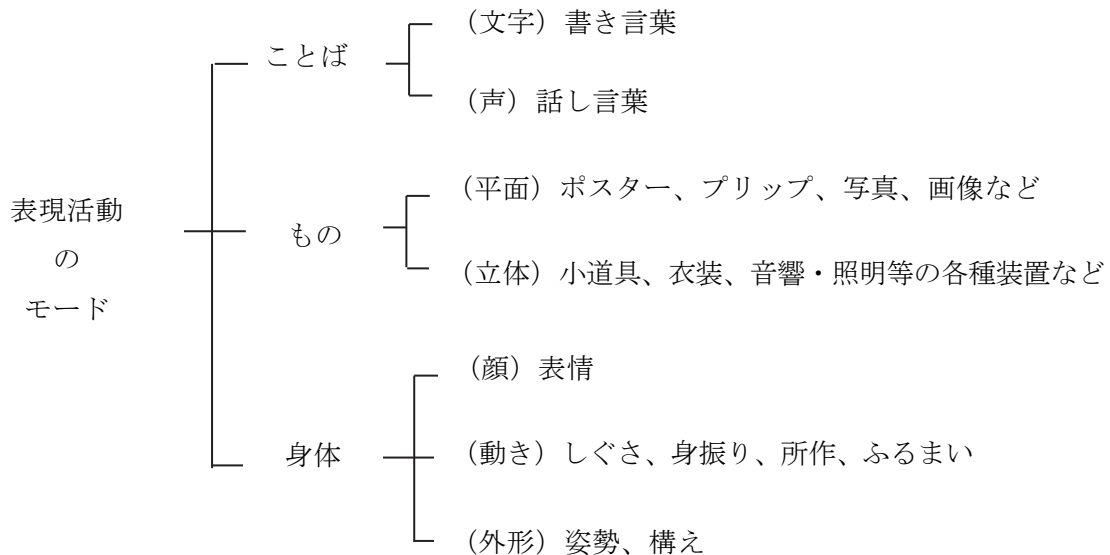 表現活動
の
モード
ことば
（文字）書き言葉
（声）話し言葉
もの
（平面）ポスター、プリップ、写真、画像など
（立体）小道具、衣装、音響・照明等の各種装置など
身体
（顔）表情
（動き）しぐさ、身振り、所作、ふるまい
（外形）姿勢、構え